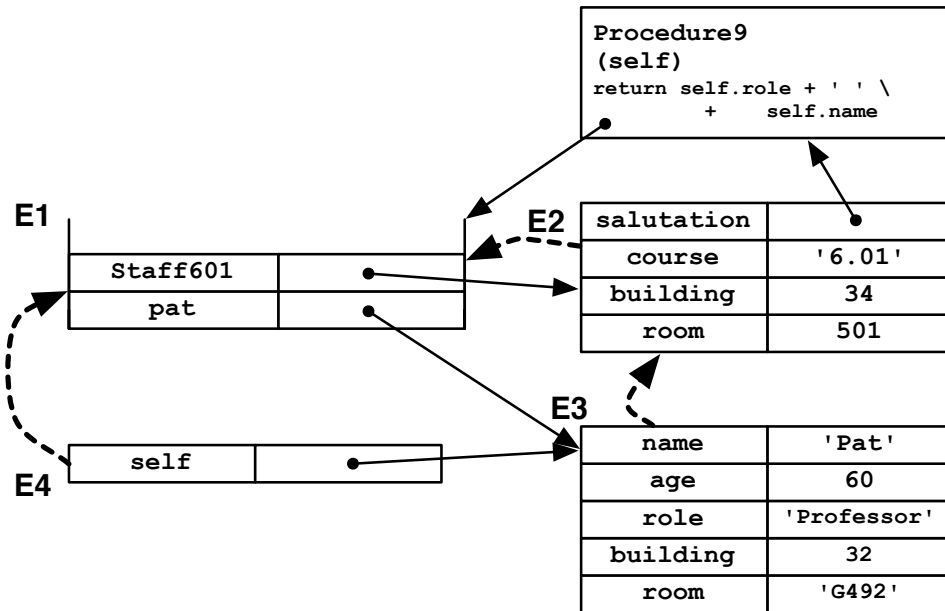 Procedure9
(self)
return self.role + ' ' \
+ self.name
E1
E2
salutation
course '6.01'
building 34
room 501
Staff601
pat
E3
name 'Pat'
age 60
role 'Professor'
building 32
room 'G492'
self
E4